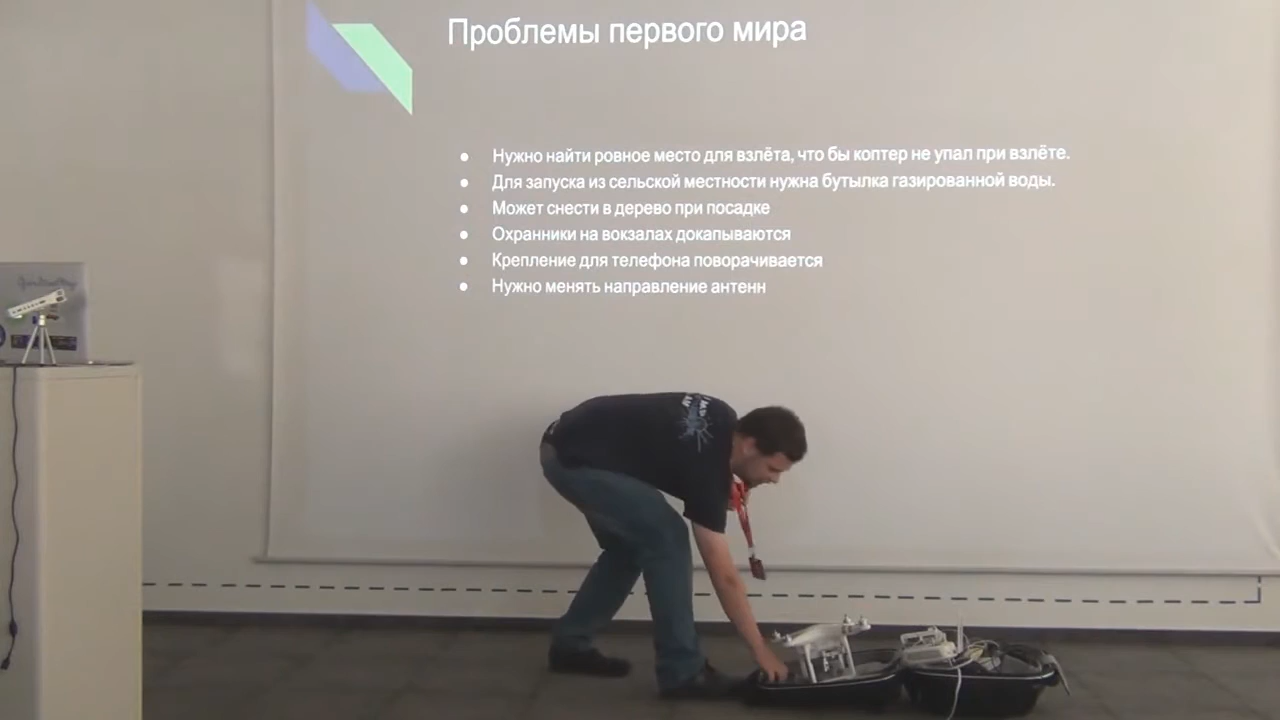 Проблемы первого мира
● Нужно найти ровное место для взлёта, что бы коптер не упал при взлёте.
● Для запуска из сельской местности нужна бутылка газированной воды.
● Может снести в дерево при посадке
● Охранники на вокзалах докапываются
● Крепление для телефона поворачивается
● Нужно менять направление антенн